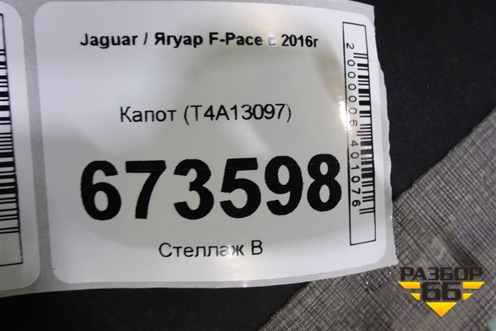 Jaguar / Ягуар F-Pace с 2016г
Капот (T4A13097)
673598
Стеллаж В
2000006401076
РАЗБОР
66